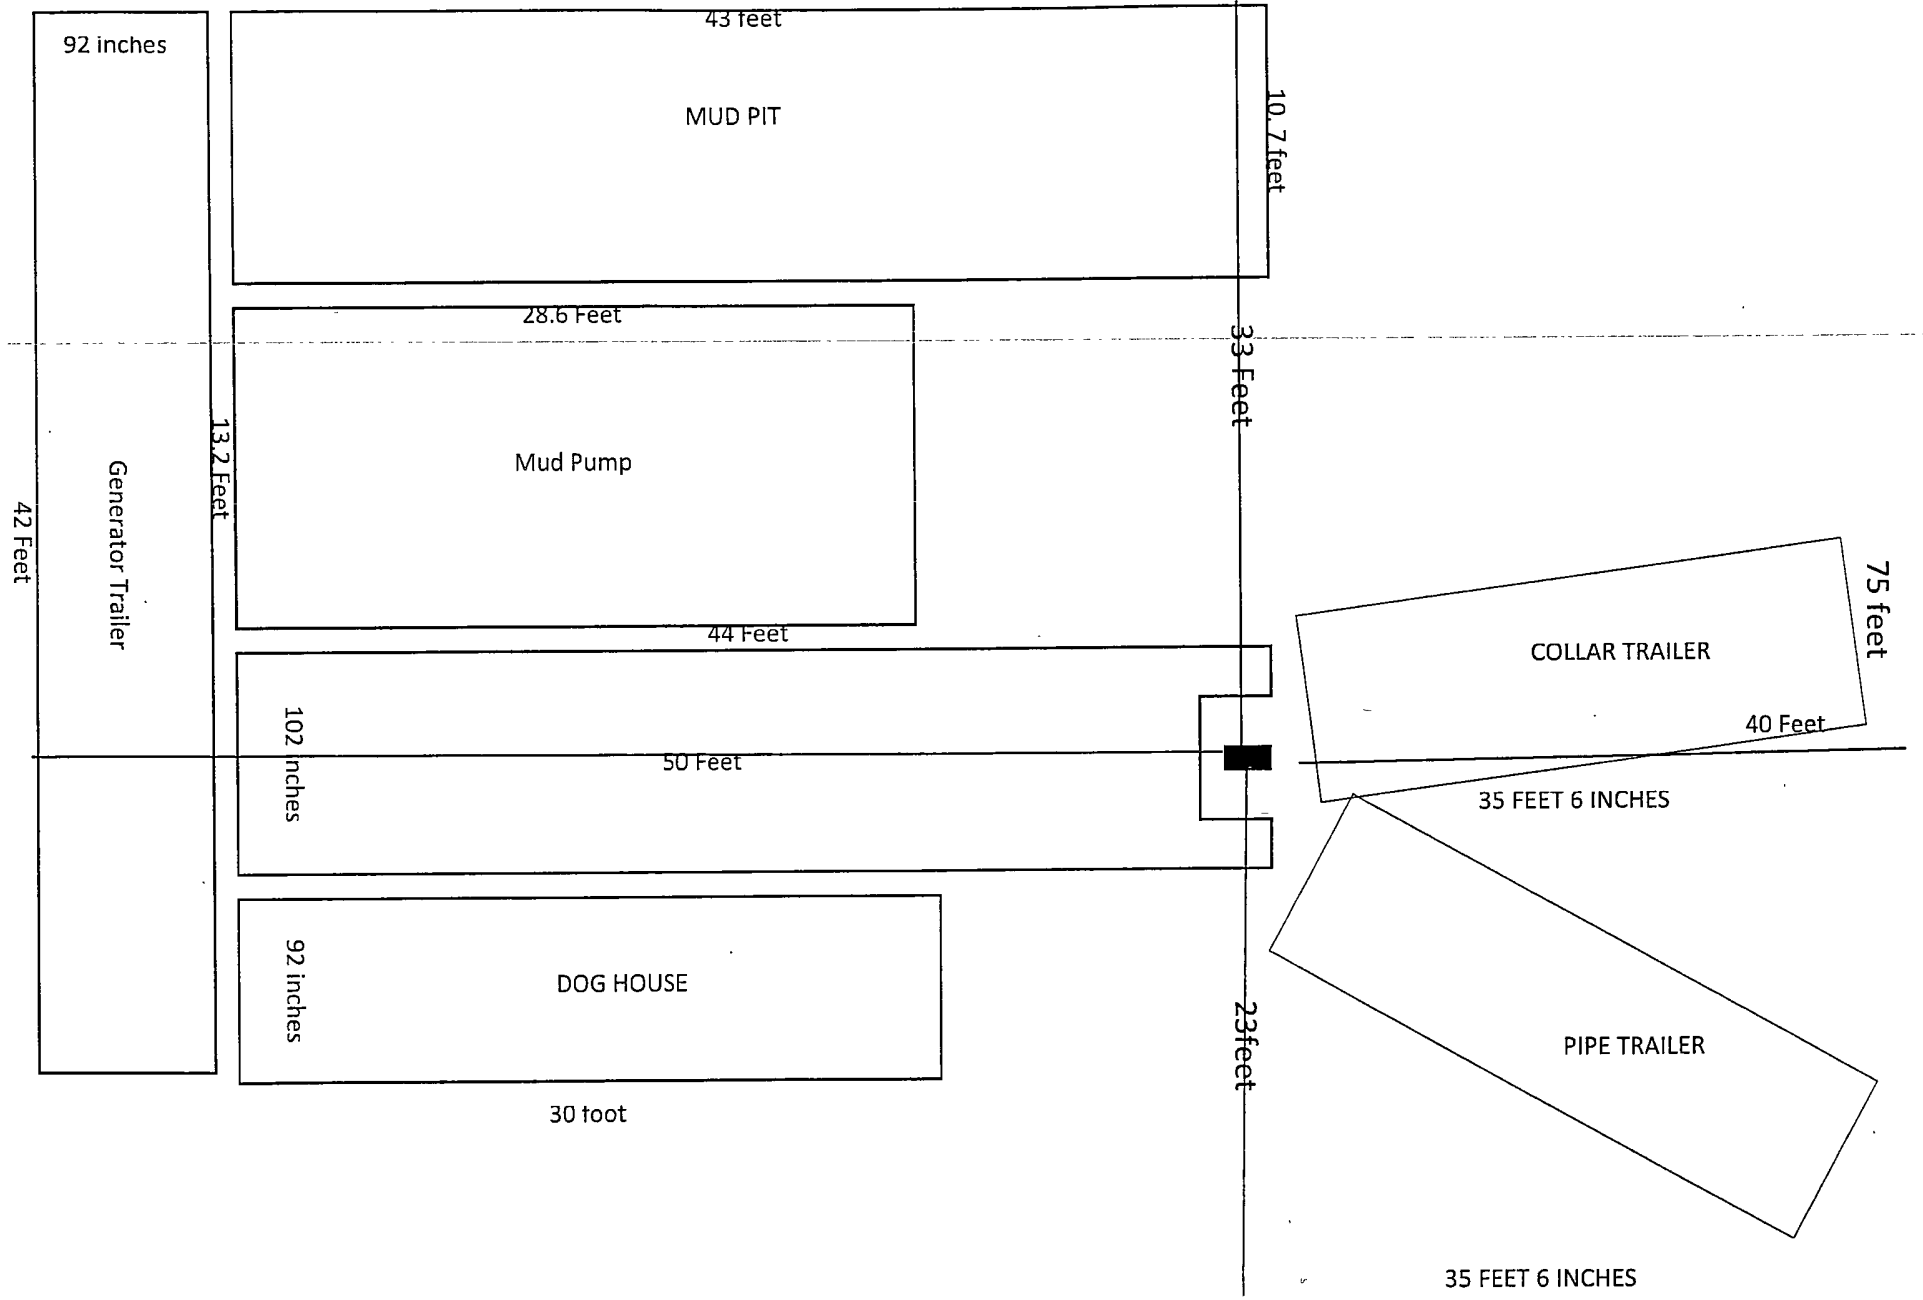 43 feet
92 inches
MUD PIT
10. 7 feet
28.6 Feet
33 Feet
13.2 Feet
Mud Pump
Generator Trailer
42 Feet
75 feet
44 Feet
COLLAR TRAILER
40 Feet
102 inches
50 Feet
35 FEET 6 INCHES
92 inches
DOG HOUSE
23feet
PIPE TRAILER
30 foot
35 FEET 6 INCHES